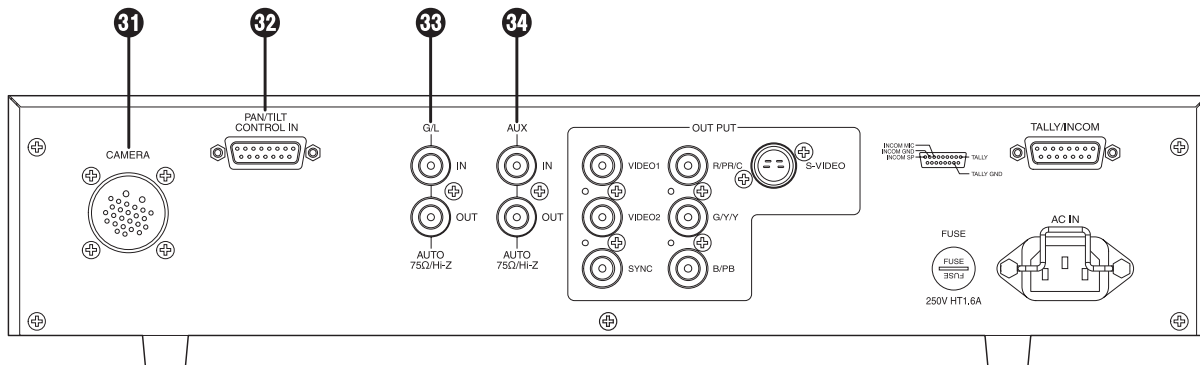 31 32 33 34
CAMERA
PAN/TILT
CONTROL IN
G/L
IN
OUT
AUTO
75Ω/Hi-Z
AUX
IN
OUT
AUTO
75Ω/Hi-Z
OUT PUT
VIDEO1
VIDEO2
SYNC
R/PR/C
G/Y/Y
B/PB
S-VIDEO
INCOM MIC
INCOM GND
INCOM SP
TALLY
TALLY GND
TALLY/INCOM
FUSE
FUSE
FUSE
250V HT1.6A
AC IN